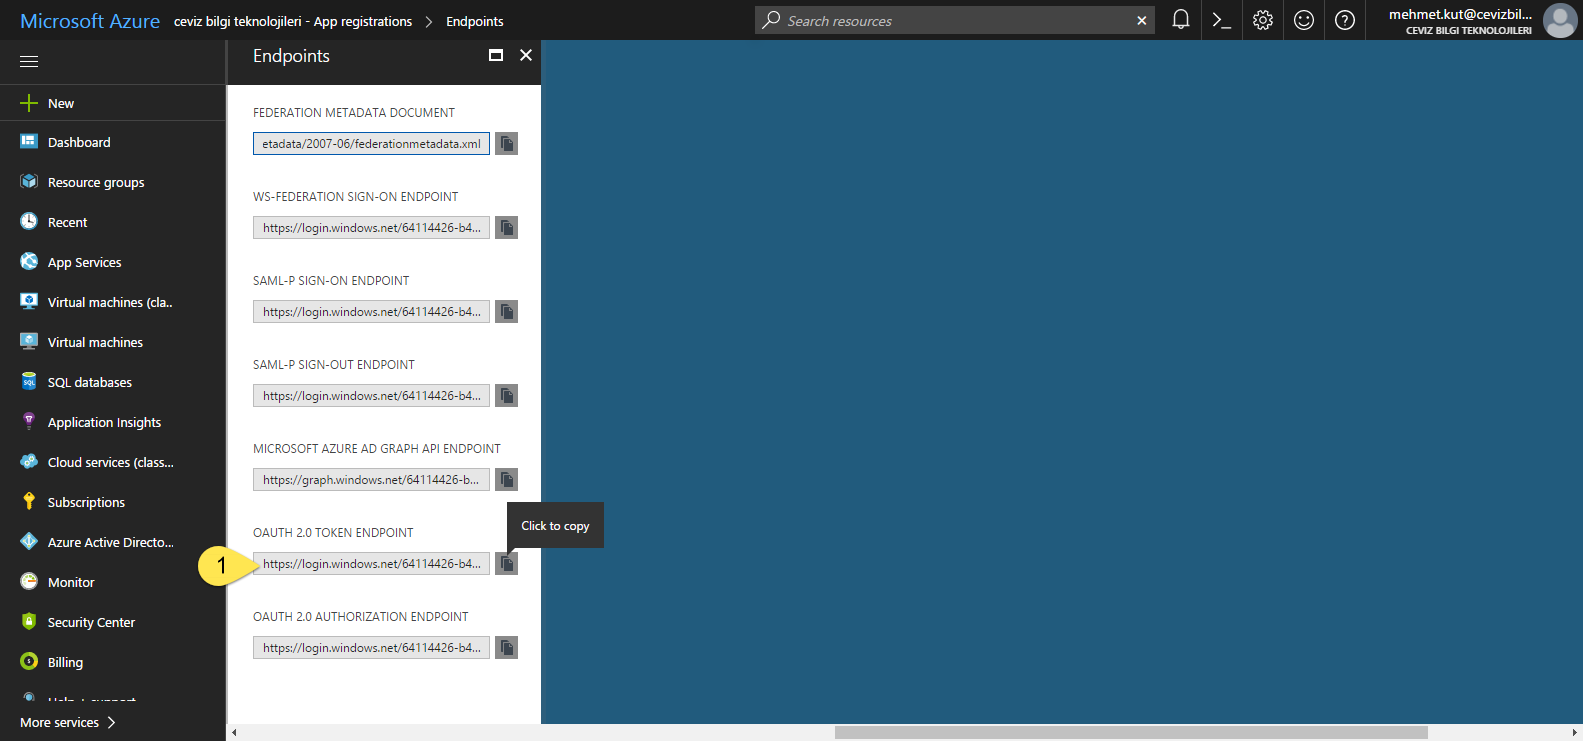 Microsoft Azure ceviz bilgi teknolojileri - App registrations > Endpoints
Search resources
mehmet.kut@cevizbil...
CEVIZ BILGI TEKNOLOJILERI
New
Dashboard
Resource groups
Recent
App Services
Virtual machines (cla..
Virtual machines
SQL databases
Application Insights
Cloud services (class...
Subscriptions
Azure Active Directo...
Monitor
Security Center
Billing
Help + support
More services >
Endpoints
FEDERATION METADATA DOCUMENT
etadata/2007-06/federationmetadata.xml
WS-FEDERATION SIGN-ON ENDPOINT
https://login.windows.net/64114426-b4...
SAML-P SIGN-ON ENDPOINT
https://login.windows.net/64114426-b4...
SAML-P SIGN-OUT ENDPOINT
https://login.windows.net/64114426-b4...
MICROSOFT AZURE AD GRAPH API ENDPOINT
https://graph.windows.net/64114426-b...
OAUTH 2.0 TOKEN ENDPOINT
Click to copy
1
https://login.windows.net/64114426-b4...
OAUTH 2.0 AUTHORIZATION ENDPOINT
https://login.windows.net/64114426-b4...